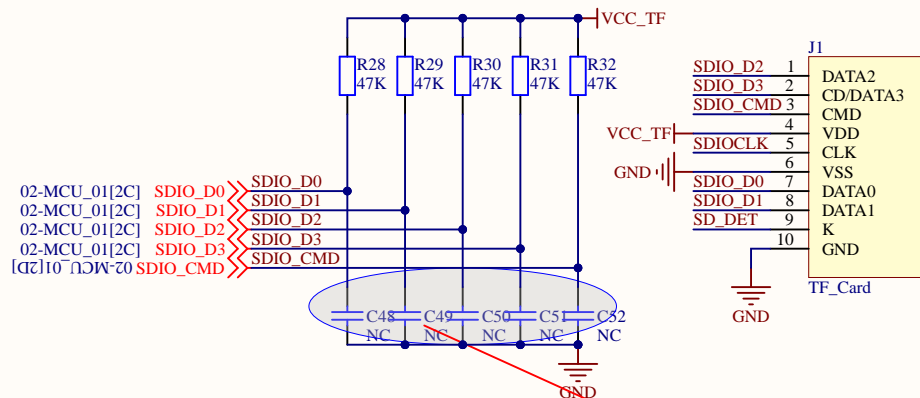 VCC_TF
R28 R29 R30 R31 R32
47K 47K 47K 47K 47K
02-MCU_01[2C] SDIO_D0 SDIO_D0
02-MCU_01[2C] SDIO_D1 SDIO_D1
02-MCU_01[2C] SDIO_D2 SDIO_D2
02-MCU_01[2C] SDIO_D3 SDIO_D3
02-MCU_01[2D] SDIO_CMD SDIO_CMD
C48 C49 C50 C51 C52
NC NC NC NC NC
GND
J1
SDIO_D2 1 DATA2
SDIO_D3 2 CD/DATA3
SDIO_CMD 3 CMD
VCC_TF 4 VDD
SDIOCLK 5 CLK
GND 6 VSS
SDIO_D0 7 DATA0
SDIO_D1 8 DATA1
SD_DET 9 K
10 GND
TF_Card
GND